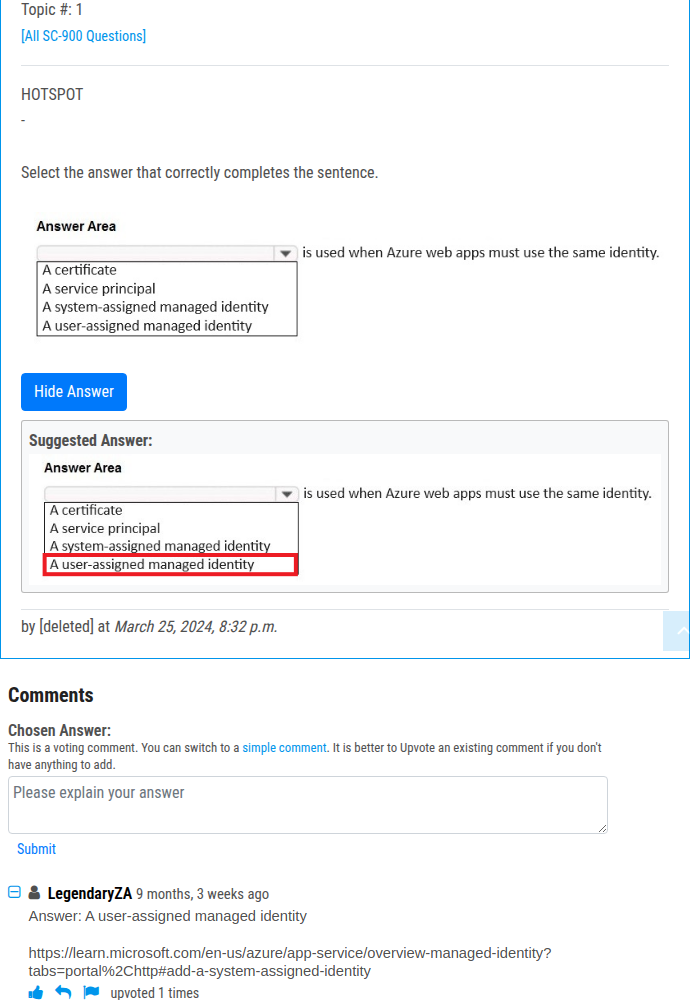 Topic #: 1
[All SC-900 Questions]
HOTSPOT
-
Select the answer that correctly completes the sentence.
Answer Area
is used when Azure web apps must use the same identity.
A certificate
A service principal
A system-assigned managed identity
A user-assigned managed identity
Hide Answer
Suggested Answer:
Answer Area
is used when Azure web apps must use the same identity.
A certificate
A service principal
A system-assigned managed identity
A user-assigned managed identity
by [deleted] at March 25, 2024, 8:32 p.m.
Comments
Chosen Answer:
This is a voting comment. You can switch to a simple comment. It is better to Upvote an existing comment if you don't
have anything to add.
Please explain your answer
Submit
LegendaryZA 9 months, 3 weeks ago
Answer: A user-assigned managed identity
https://learn.microsoft.com/en-us/azure/app-service/overview-managed-identity?
tabs=portal%2Chttp#add-a-system-assigned-identity
upvoted 1 times